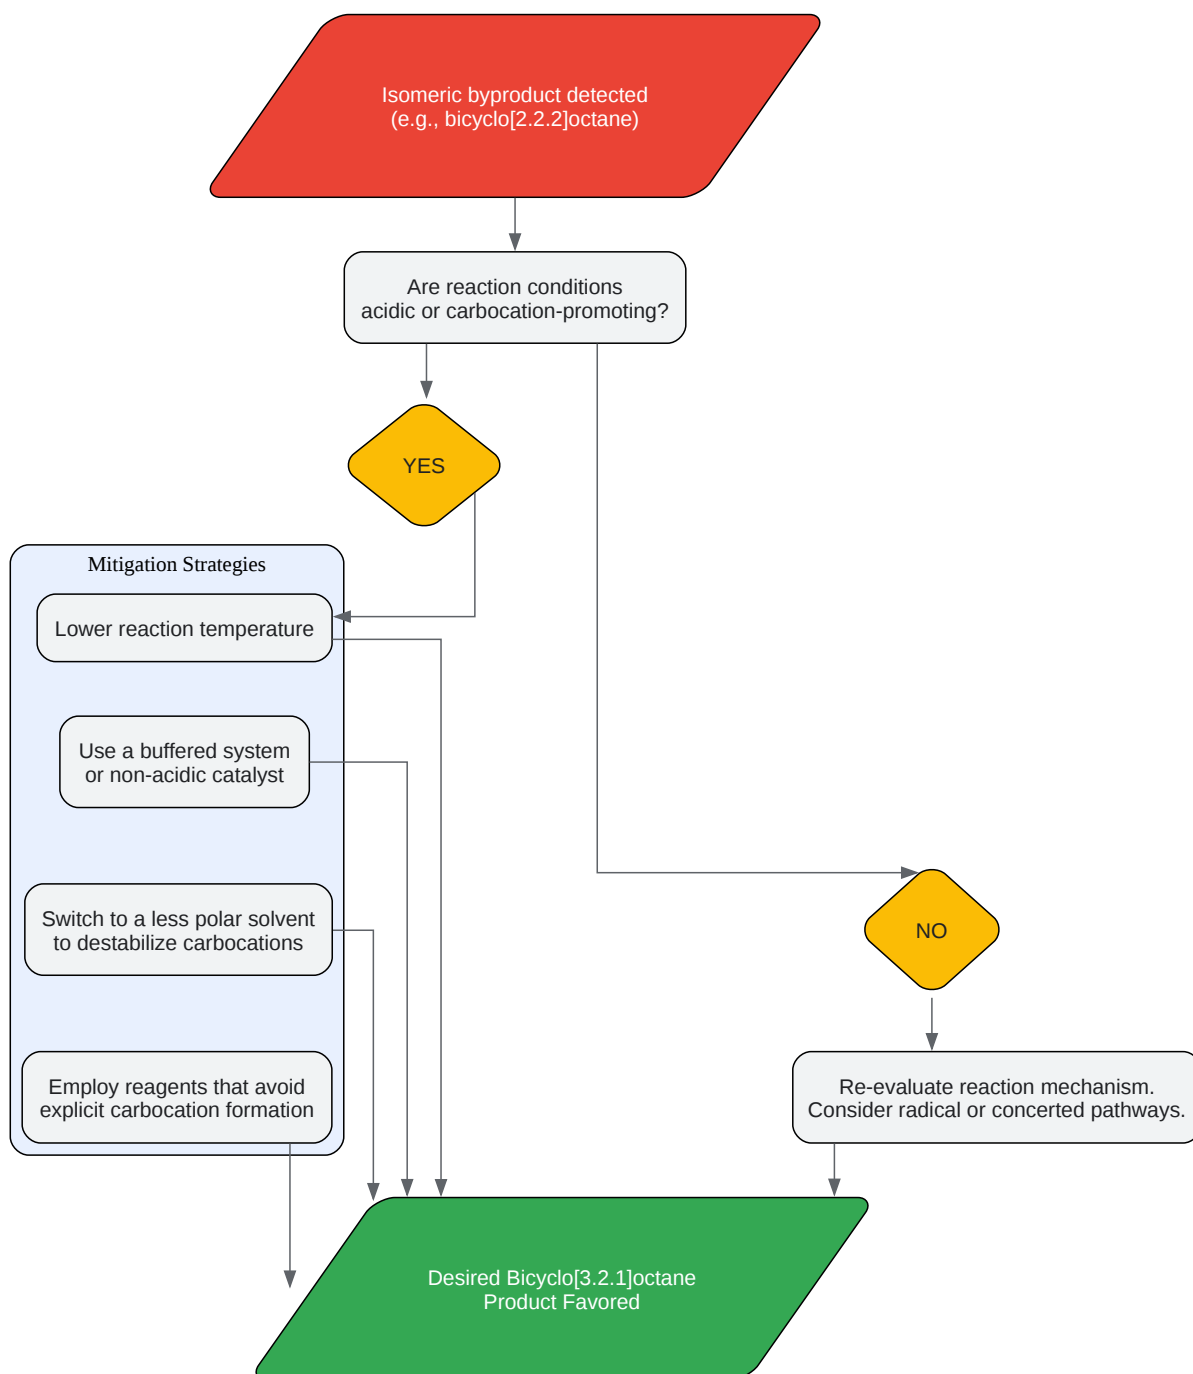 Isomeric byproduct detected
(e.g., bicyclo[2.2.2]octane)
Are reaction conditions
acidic or carbocation-promoting?
YES
Mitigation Strategies
Lower reaction temperature
Use a buffered system
or non-acidic catalyst
Switch to a less polar solvent
to destabilize carbocations
NO
Employ reagents that avoid
explicit carbocation formation
Re-evaluate reaction mechanism.
Consider radical or concerted pathways.
Desired Bicyclo[3.2.1]octane
Product Favored